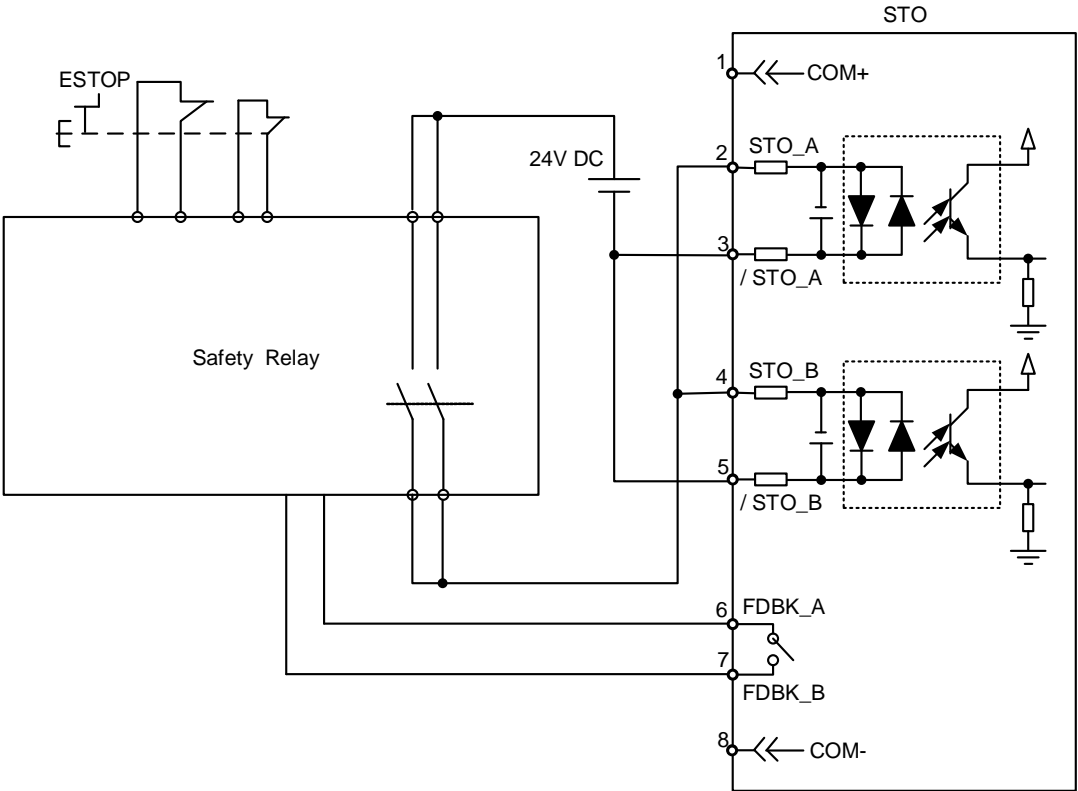 STO
ESTOP
1
COM+
24V DC
2
STO_A
3
/ STO_A
Safety Relay
4
STO_B
5
/ STO_B
6
FDBK_A
7
FDBK_B
8
COM-